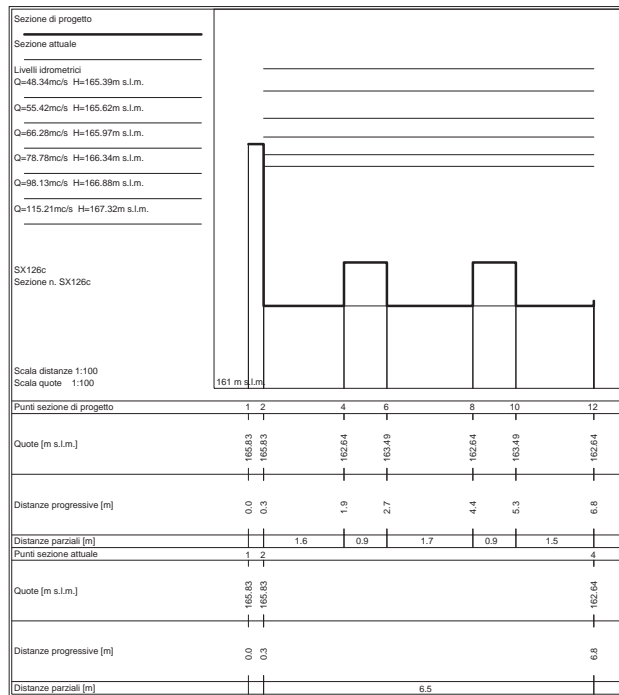 Sezione di progetto
Sezione attuale
Livelli idrometrici
Q=48.34mc/s H=165.39m s.l.m.
Q=55.42mc/s H=165.62m s.l.m.
Q=66.28mc/s H=165.97m s.l.m.
Q=78.78mc/s H=166.34m s.l.m.
Q=98.13mc/s H=166.88m s.l.m.
Q=115.21mc/s H=167.32m s.l.m.
SX126c
Sezione n. SX126c
Scala distanze 1:100
Scala quote 1:100
161 m s.l.m.
Punti sezione di progetto 1 2 4 6 8 10 12
Quote [m s.l.m.] 165.83 165.83 162.64 163.49 162.64 163.49 162.64
Distanze progressive [m] 0.0 0.3 1.9 2.7 4.4 5.3 6.8
Distanze parziali [m] 1.6 0.9 1.7 0.9 1.5
Punti sezione attuale 1 2 4
Quote [m s.l.m.] 165.83 165.83 162.64
Distanze progressive [m] 0.0 0.3 6.8
Distanze parziali [m] 6.5